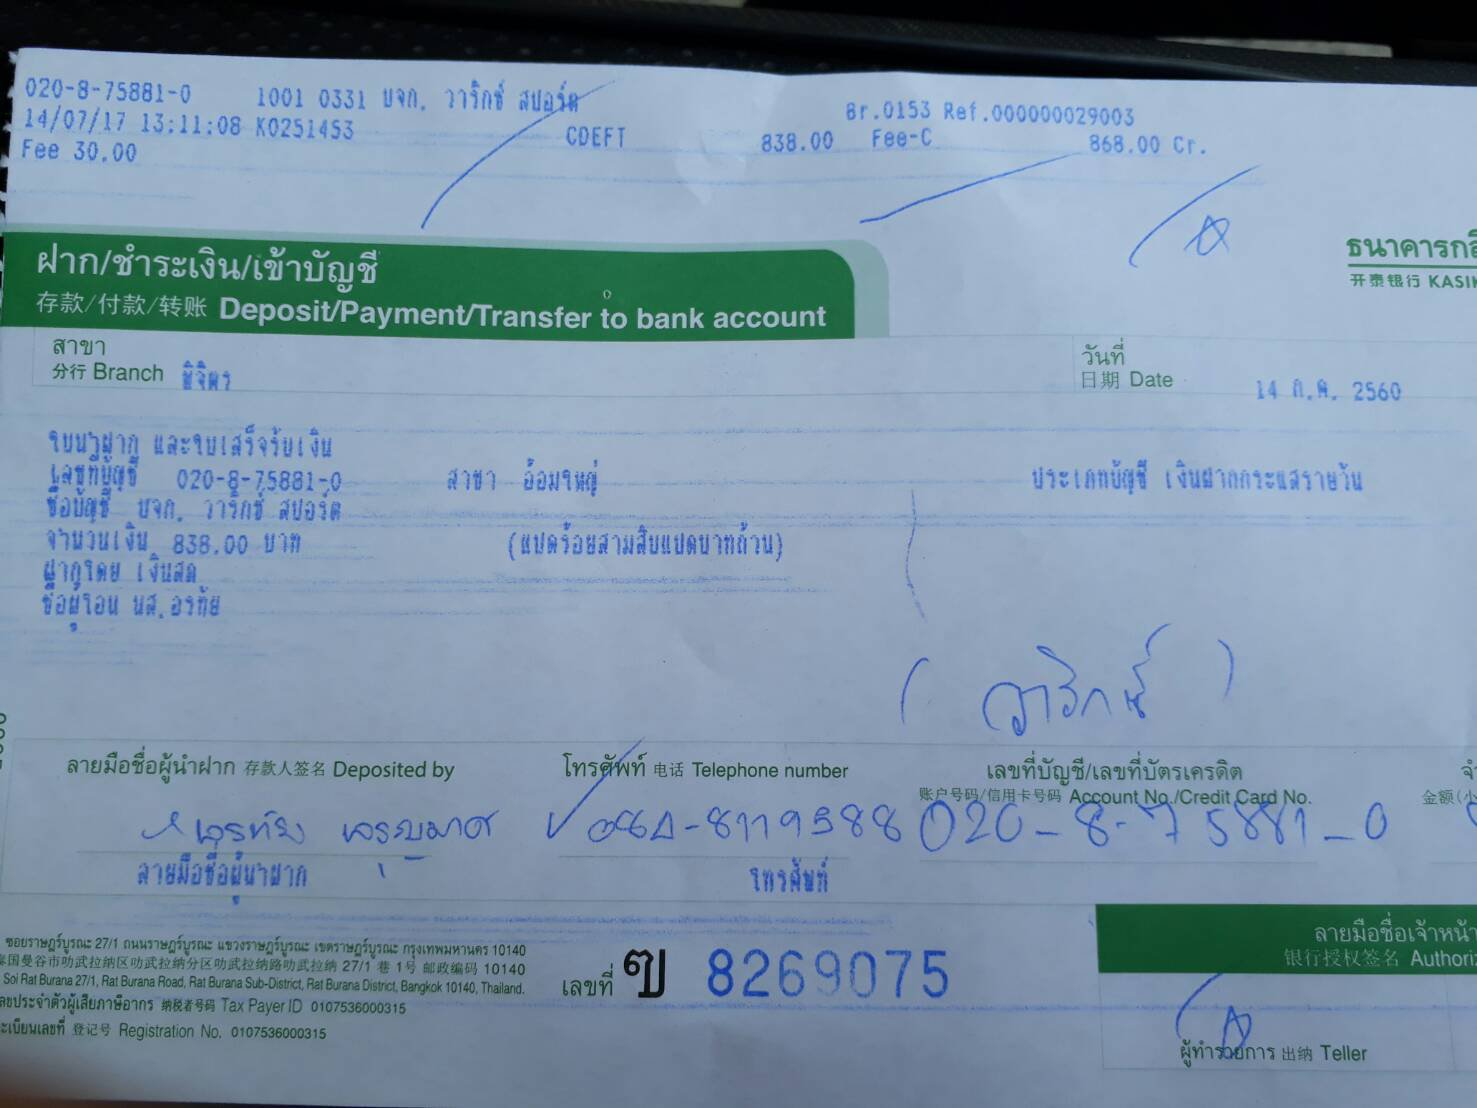 020-8-75881-0 1001 0331 บจก. วาริกซ์ สปอร์ต Br.0153 Ref.000000029003
14/07/17 13:11:08 K0251453 CDEFT 838.00 Fee-C 868.00 Cr.
Fee 30.00
ฝาก/ชำระเงิน/เข้าบัญชี
存款/付款/转账 Deposit/Payment/Transfer to bank account
ธนาคารกสิ
开泰银行 KASIK
สาขา
分行 Branch พิจิตร
วันที่
日期 Date 14 ก.ค. 2560
ใบนำฝาก และใบเสร็จรับเงิน
เลขที่บัญชี 020-8-75881-0 สาขา อ้อมใหญ่ ประเภทบัญชี เงินฝากกระแสรายวัน
ชื่อบัญชี บจก. วาริกซ์ สปอร์ต
จำนวนเงิน 838.00 บาท (แปดร้อยสามสิบแปดบาทถ้วน)
ฝากโดย เงินสด
ชื่อผู้โอน นส.อรทัย
(วาริกซ์)
ลายมือชื่อผู้นำฝาก 存款人签名 Deposited by
โทรศัพท์ 电话 Telephone number
เลขที่บัญชี/เลขที่บัตรเครดิต
账户号码/信用卡号码 Account No./Credit Card No.
จำ
金额(小
020-8-75881-0
ลายมือชื่อผู้นำฝาก โทรศัพท์
ซอยราษฎร์บูรณะ 27/1 ถนนราษฎร์บูรณะ แขวงราษฎร์บูรณะ เขตราษฎร์บูรณะ กรุงเทพมหานคร 10140
泰国曼谷市叻武拉纳区叻武拉纳分区叻武拉纳路叻武拉纳 27/1 巷 1号 邮政编码 10140
Soi Rat Burana 27/1, Rat Burana Road, Rat Burana Sub-District, Rat Burana District, Bangkok 10140, Thailand.
ลขประจำตัวผู้เสียภาษีอากร 纳税者号码 Tax Payer ID 0107536000315
ะเบียนเลขที่ 登记号 Registration No. 0107536000315
เลขที่ ฃ 8269075
ลายมือชื่อเจ้าหน้า
银行授权签名 Authoriz
ผู้ทำรายการ 出纳 Teller